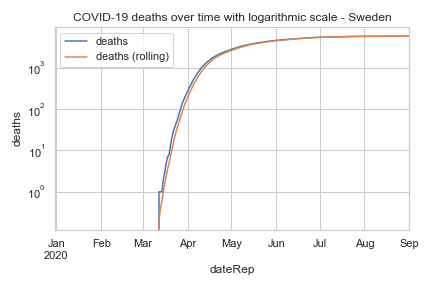 COVID-19 deaths over time with logarithmic scale - Sweden
deaths
deaths (rolling)
10³
10²
10¹
10⁰
deaths
Jan Feb Mar Apr May Jun Jul Aug Sep
2020
dateRep